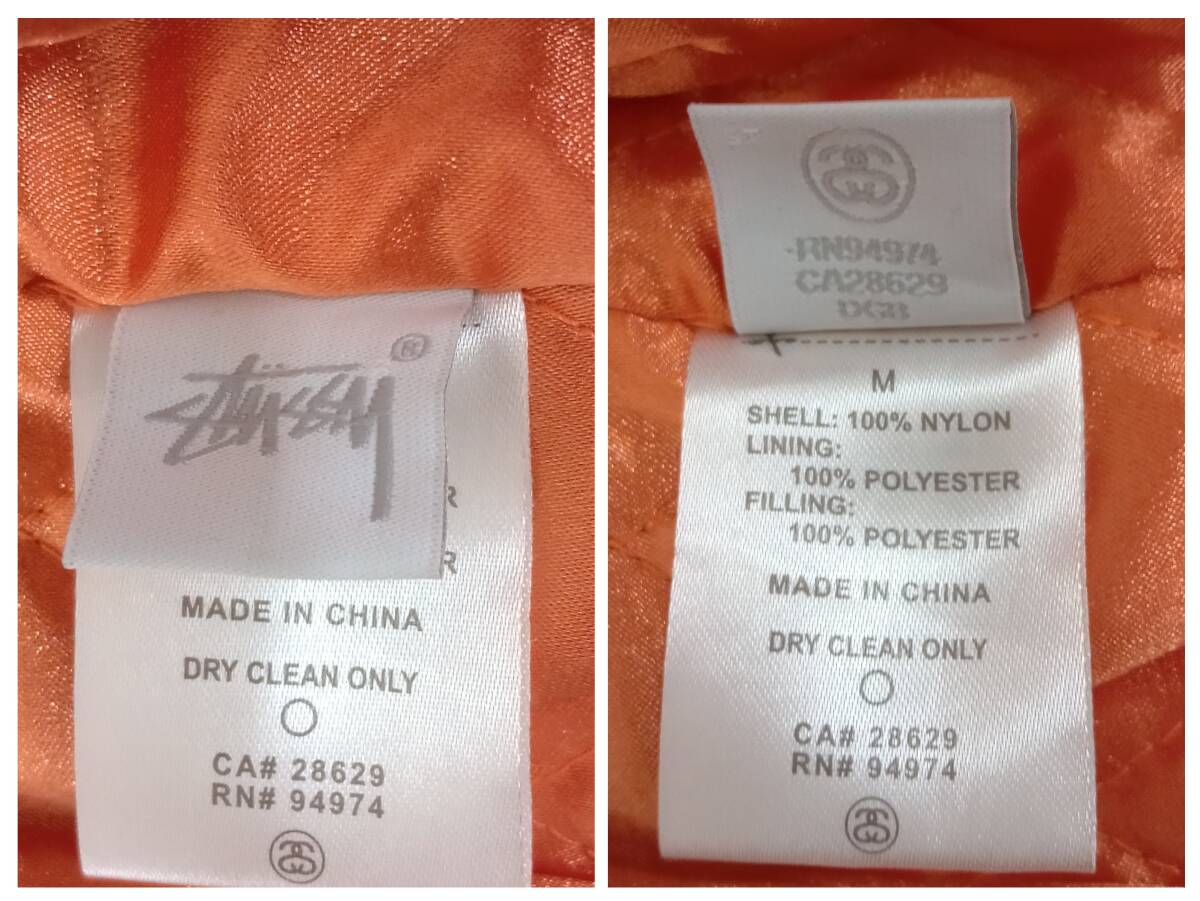 STÜSSY ®
R
R
MADE IN CHINA
DRY CLEAN ONLY
CA# 28629
RN# 94974
RN94974
CA28629
DGB
M
SHELL: 100% NYLON
LINING:
100% POLYESTER
FILLING:
100% POLYESTER
MADE IN CHINA
DRY CLEAN ONLY
CA# 28629
RN# 94974